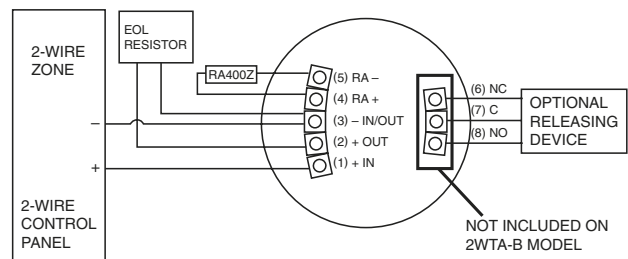 2-WIRE
ZONE
–
+
2-WIRE
CONTROL
PANEL
EOL
RESISTOR
RA400Z
(5) RA –
(4) RA +
(3) – IN/OUT
(2) + OUT
(1) + IN
(6) NC
(7) C
(8) NO
OPTIONAL
RELEASING
DEVICE
NOT INCLUDED ON
2WTA-B MODEL